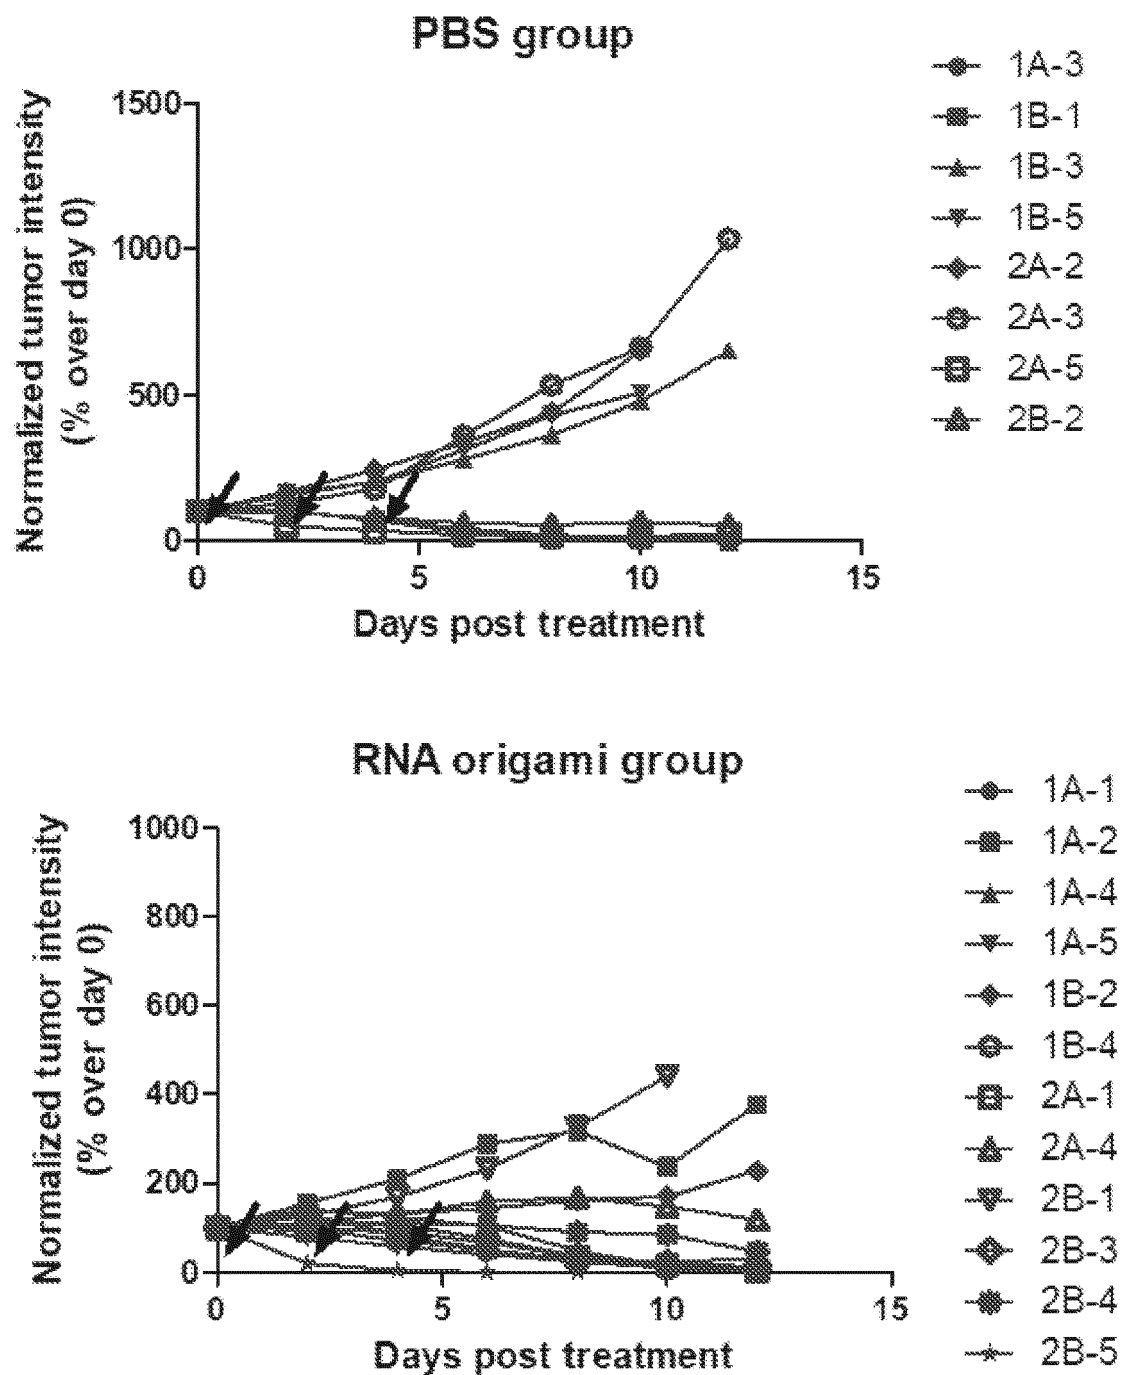 PBS group
Normalized tumor intensity
(% over day 0)
1500
1000
500
0
0
5
10
15
Days post treatment
1A-3
1B-1
1B-3
1B-5
2A-2
2A-3
2A-5
2B-2
RNA origami group
Normalized tumor intensity
(% over day 0)
1000
800
600
400
200
0
0
5
10
15
Days post treatment
1A-1
1A-2
1A-4
1A-5
1B-2
1B-4
2A-1
2A-4
2B-1
2B-3
2B-4
2B-5